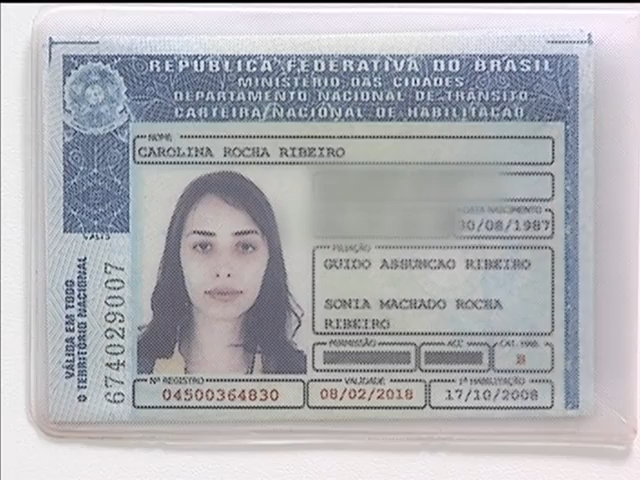 REPÚBLICA FEDERATIVA DO BRASIL
MINISTÉRIO DAS CIDADES
DEPARTAMENTO NACIONAL DE TRÂNSITO
CARTEIRA NACIONAL DE HABILITAÇÃO
NOME
CAROLINA ROCHA RIBEIRO
DATA NASCIMENTO
30/08/1987
FILIAÇÃO
GUIDO ASSUNCAO RIBEIRO
SONIA MACHADO ROCHA
RIBEIRO
PERMISSÃO
ACC
CAT. HAB.
B
Nº REGISTRO
VALIDADE
1ª HABILITAÇÃO
04500364830
08/02/2018
17/10/2008
VÁLIDA EM TODO
O TERRITÓRIO NACIONAL
674029007